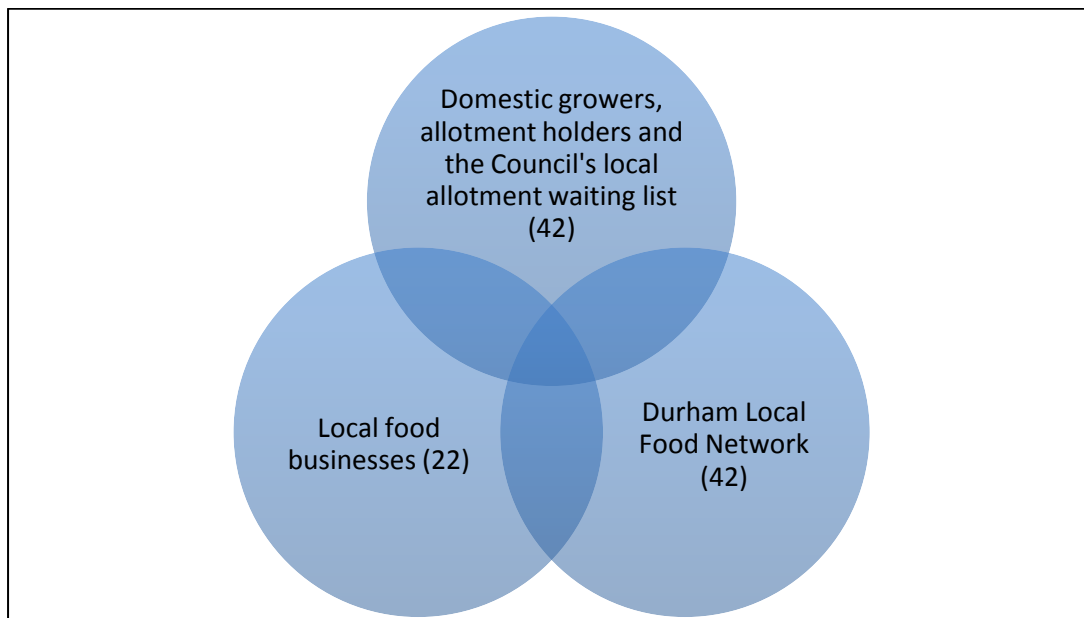 Domestic growers,
allotment holders and
the Council's local
allotment waiting list
(42)
Local food
businesses (22)
Durham Local
Food Network
(42)